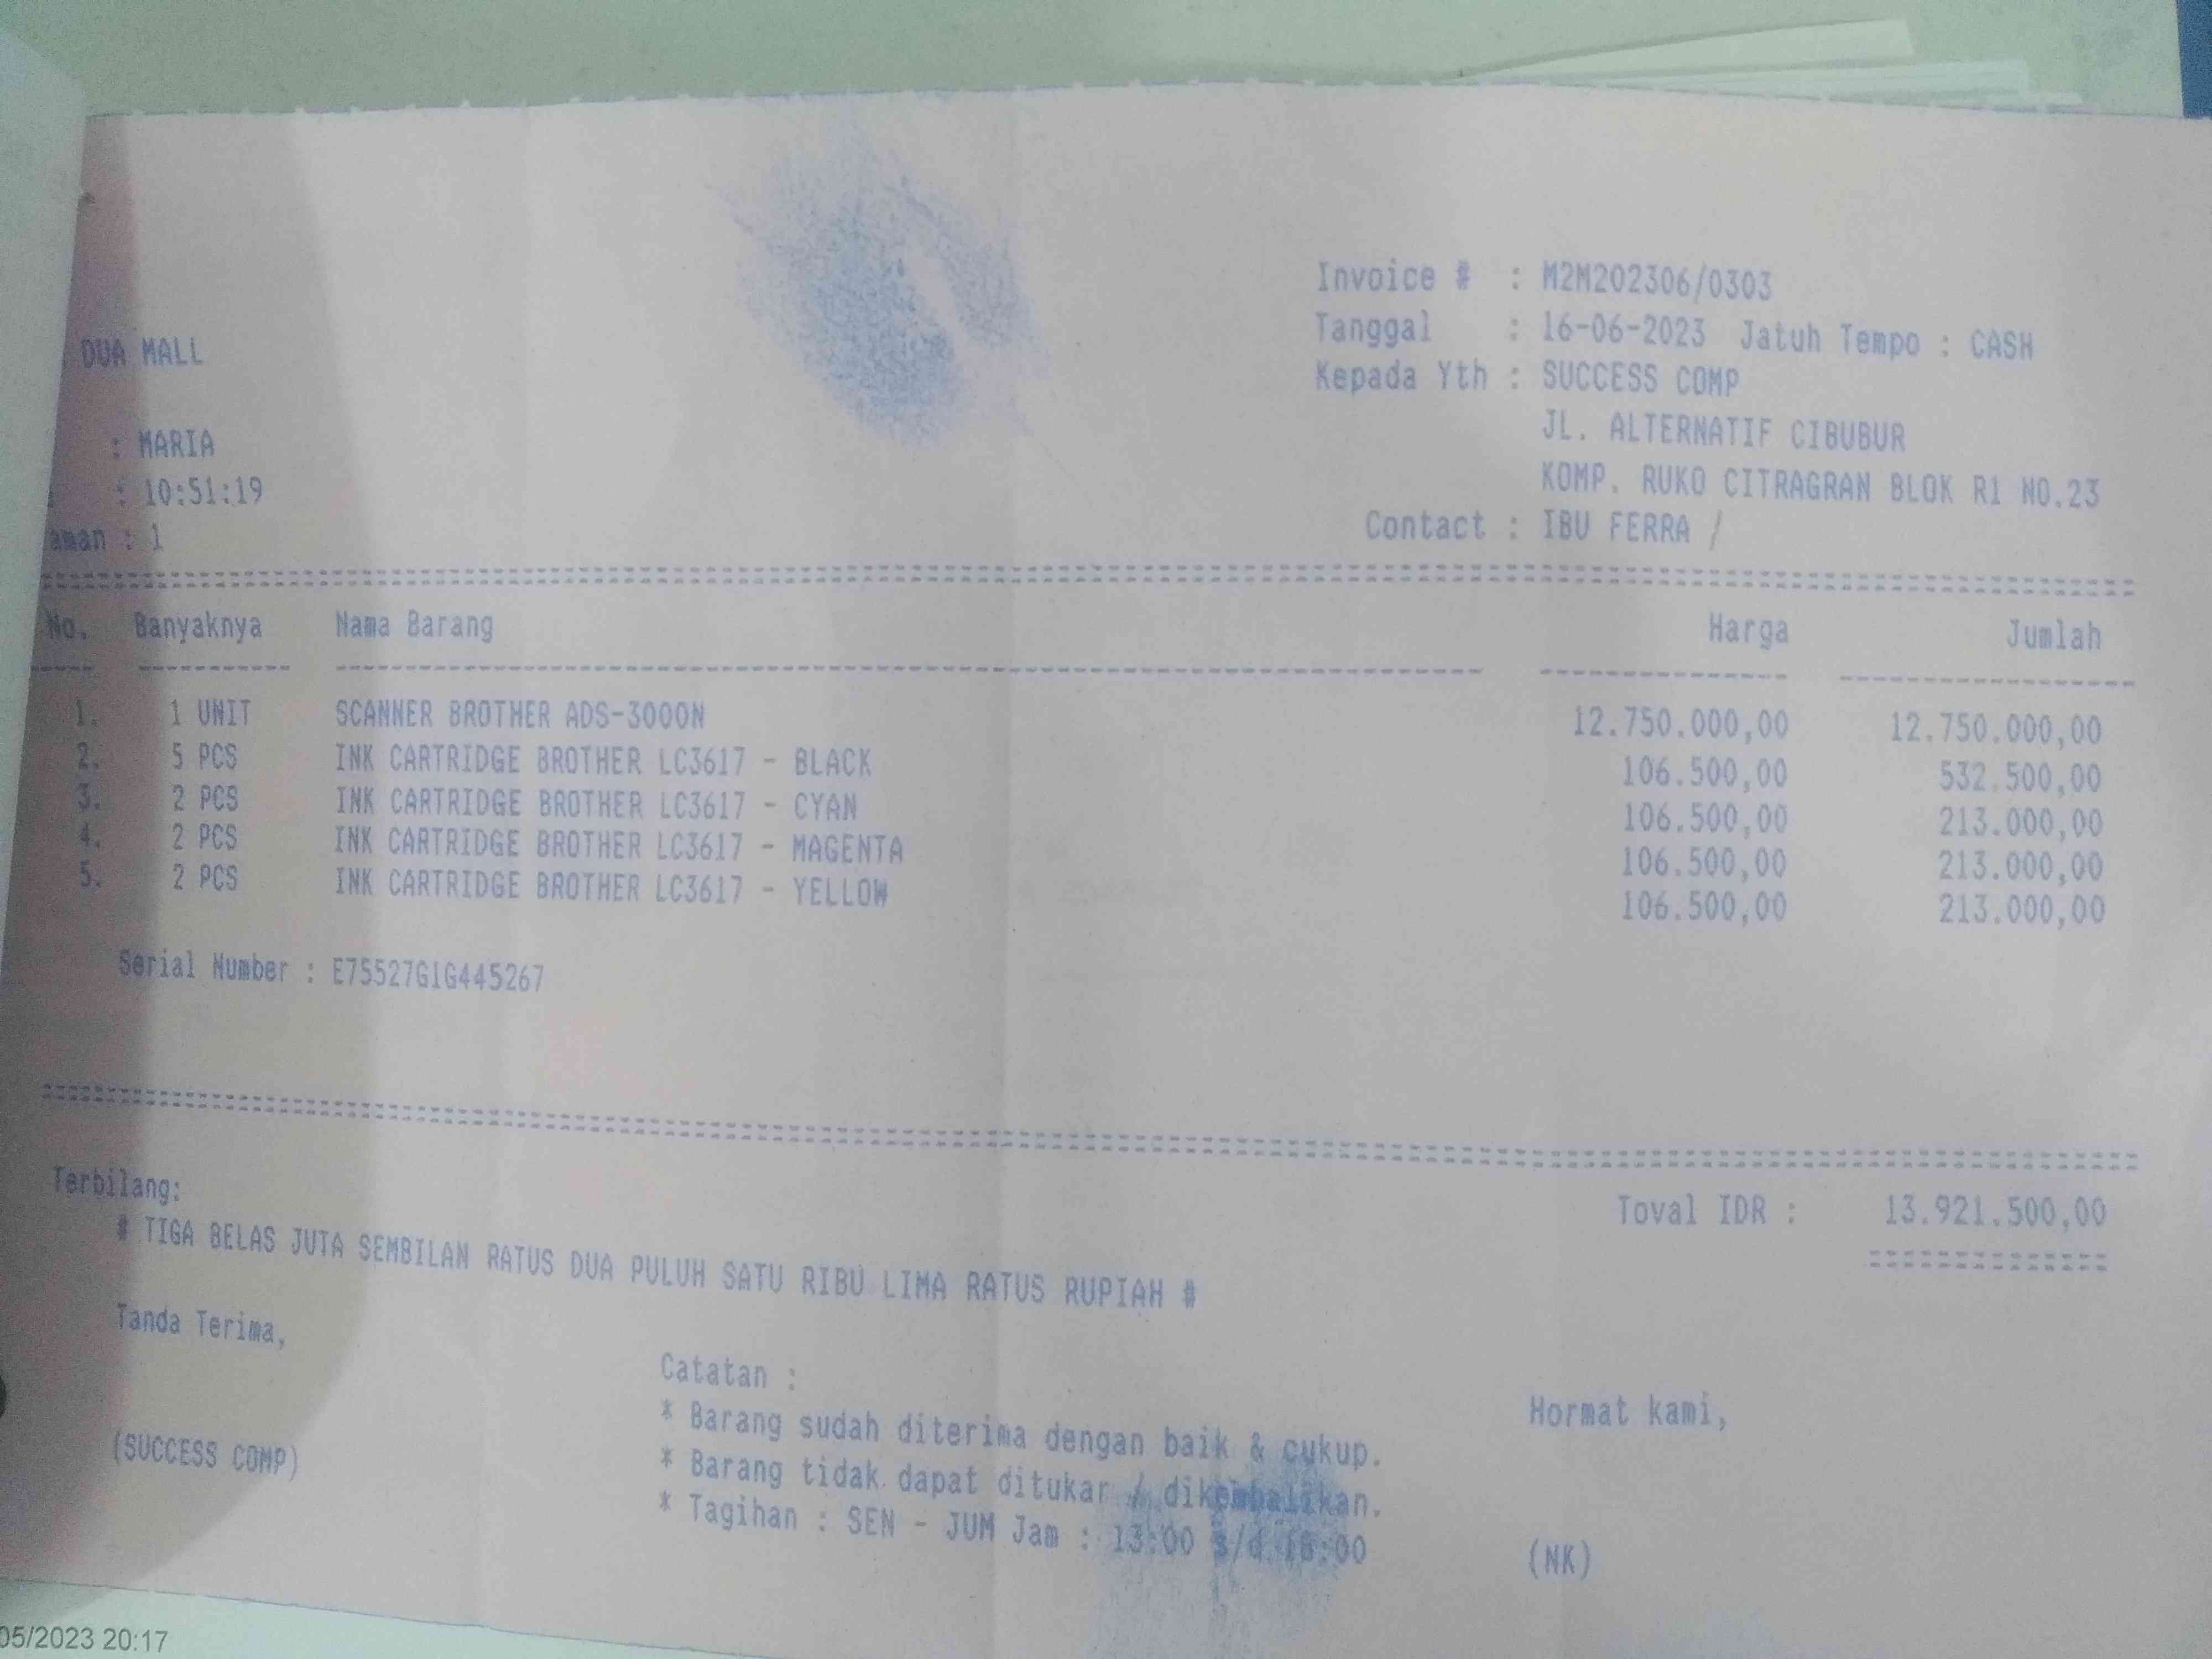 DUA MALL
: MARIA
: 10:51:19
aman : 1
Invoice # : M2M202306/0303
Tanggal : 16-06-2023 Jatuh Tempo : CASH
Kepada Yth : SUCCESS COMP
JL. ALTERNATIF CIBUBUR
KOMP. RUKO CITRAGRAN BLOK R1 NO.23
Contact : IBU FERRA /
No. Banyaknya Nama Barang Harga Jumlah
1. 1 UNIT SCANNER BROTHER ADS-3000N 12.750.000,00 12.750.000,00
2. 5 PCS INK CARTRIDGE BROTHER LC3617 - BLACK 106.500,00 532.500,00
3. 2 PCS INK CARTRIDGE BROTHER LC3617 - CYAN 106.500,00 213.000,00
4. 2 PCS INK CARTRIDGE BROTHER LC3617 - MAGENTA 106.500,00 213.000,00
5. 2 PCS INK CARTRIDGE BROTHER LC3617 - YELLOW 106.500,00 213.000,00
Serial Number : E75527G1G445267
Terbilang: Toval IDR : 13.921.500,00
# TIGA BELAS JUTA SEMBILAN RATUS DUA PULUH SATU RIBU LIMA RATUS RUPIAH #
Tanda Terima,
(SUCCESS COMP)
Catatan :
* Barang sudah diterima dengan baik & cukup.
* Barang tidak dapat ditukar / dikembalikan.
* Tagihan : SEN - JUM Jam : 13:00 s/d
Hormat kami,
(NK)
05/2023 20:17